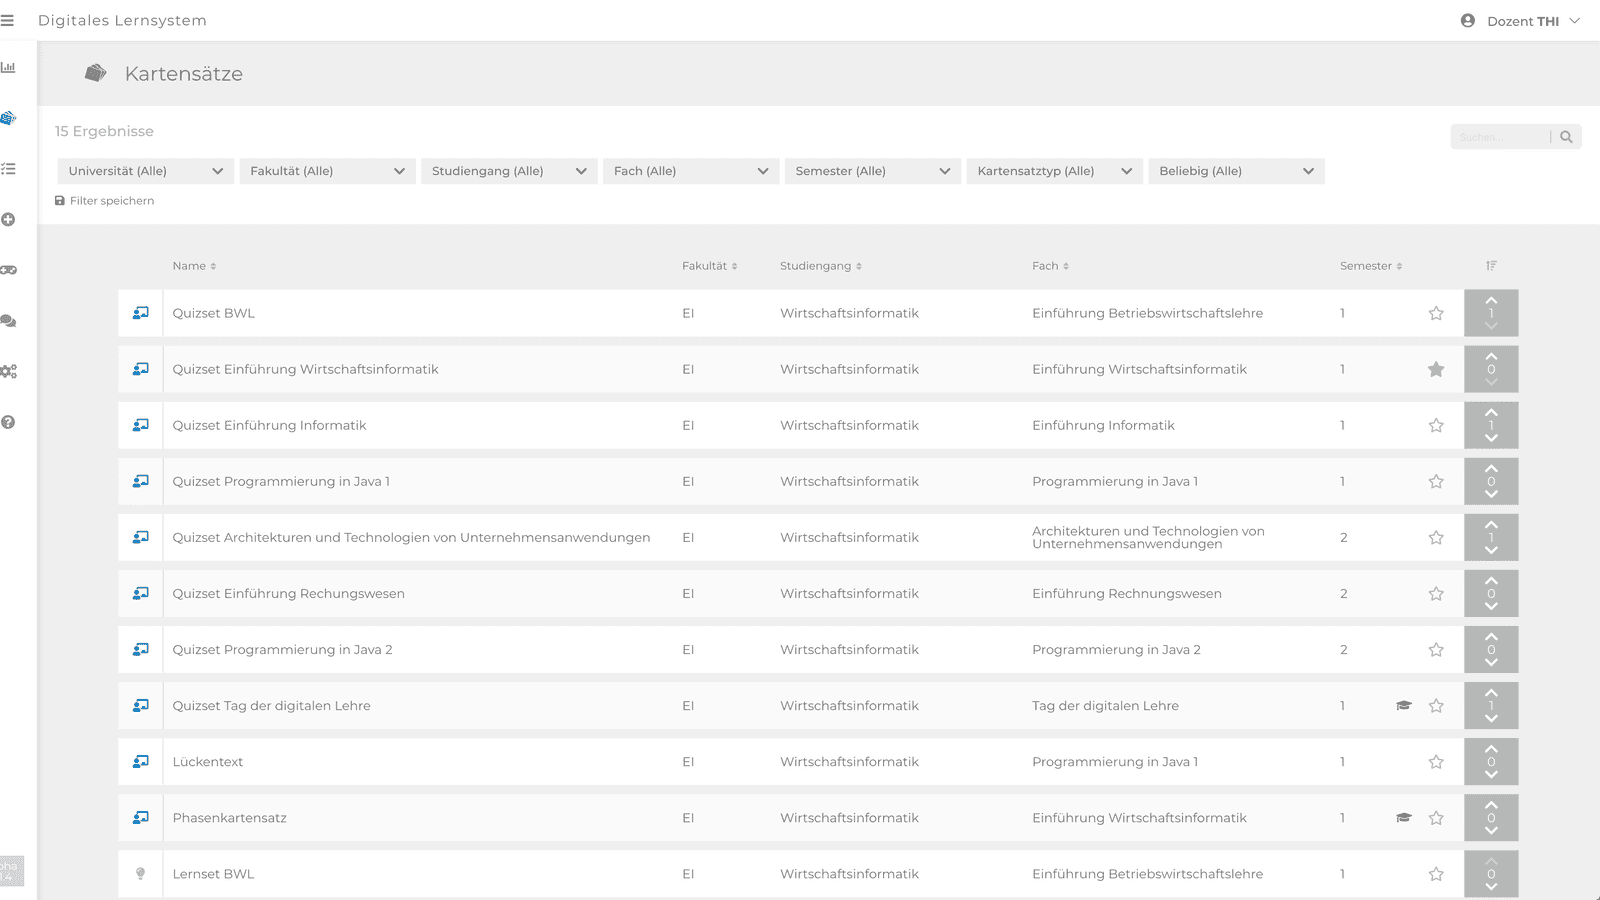 Digitales Lernsystem
Dozent THI
Kartensätze
15 Ergebnisse
Suchen...
Universität (Alle) Fakultät (Alle) Studiengang (Alle) Fach (Alle) Semester (Alle) Kartensatztyp (Alle) Beliebig (Alle)
Filter speichern
Name Fakultät Studiengang Fach Semester
Quizset BWL EI Wirtschaftsinformatik Einführung Betriebswirtschaftslehre 1 1
Quizset Einführung Wirtschaftsinformatik EI Wirtschaftsinformatik Einführung Wirtschaftsinformatik 1 0
Quizset Einführung Informatik EI Wirtschaftsinformatik Einführung Informatik 1 1
Quizset Programmierung in Java 1 EI Wirtschaftsinformatik Programmierung in Java 1 1 0
Quizset Architekturen und Technologien von Unternehmensanwendungen EI Wirtschaftsinformatik Architekturen und Technologien von
Unternehmensanwendungen 2 1
Quizset Einführung Rechungswesen EI Wirtschaftsinformatik Einführung Rechnungswesen 2 0
Quizset Programmierung in Java 2 EI Wirtschaftsinformatik Programmierung in Java 2 2 0
Quizset Tag der digitalen Lehre EI Wirtschaftsinformatik Tag der digitalen Lehre 1 1
Lückentext EI Wirtschaftsinformatik Programmierung in Java 1 1 0
Phasenkartensatz EI Wirtschaftsinformatik Einführung Wirtschaftsinformatik 1 0
Lernset BWL EI Wirtschaftsinformatik Einführung Betriebswirtschaftslehre 1 0